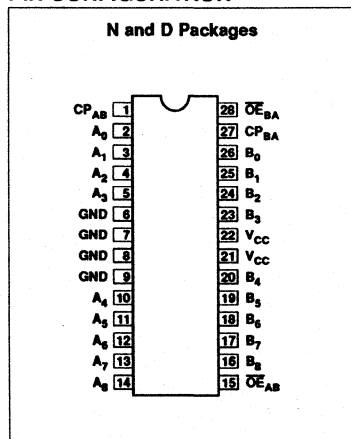 PIN CONFIGURATION
N and D Packages
CP_AB 1 28 O̅E̅_BA
A_0 2 27 CP_BA
A_1 3 26 B_0
A_2 4 25 B_1
A_3 5 24 B_2
GND 6 23 B_3
GND 7 22 V_CC
GND 8 21 V_CC
GND 9 20 B_4
A_4 10 19 B_5
A_5 11 18 B_6
A_6 12 17 B_7
A_7 13 16 B_8
A_8 14 15 O̅E̅_AB